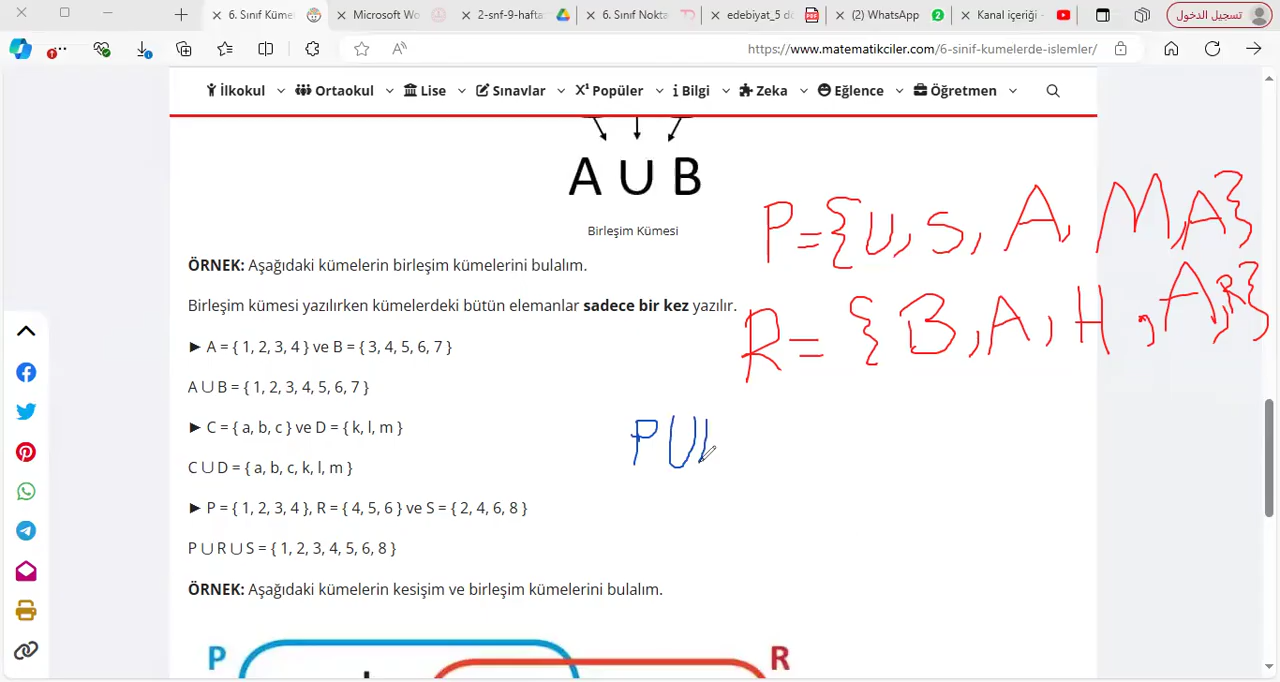 6. Sınıf Küme
Microsoft Wo
2-snf-9-hafta
6. Sınıf Nokta
edebiyat_5 d
(2) WhatsApp
2
Kanal içeriği -
تسجيل الدخول
https://www.matematikciler.com/6-sinif-kumelerde-islemler/
İlkokul Ortaokul Lise Sınavlar Popüler Bilgi Zeka Eğlence Öğretmen
A ∪ B
Birleşim Kümesi
P={U, S, A, M, A}
R = {B, A, H, A, R}
ÖRNEK: Aşağıdaki kümelerin birleşim kümelerini bulalım.
Birleşim kümesi yazılırken kümelerdeki bütün elemanlar sadece bir kez yazılır.
► A = { 1, 2, 3, 4 } ve B = { 3, 4, 5, 6, 7 }
A ∪ B = { 1, 2, 3, 4, 5, 6, 7 }
► C = { a, b, c } ve D = { k, l, m }
P U
C ∪ D = { a, b, c, k, l, m }
► P = { 1, 2, 3, 4 }, R = { 4, 5, 6 } ve S = { 2, 4, 6, 8 }
P ∪ R ∪ S = { 1, 2, 3, 4, 5, 6, 8 }
ÖRNEK: Aşağıdaki kümelerin kesişim ve birleşim kümelerini bulalım.
P R